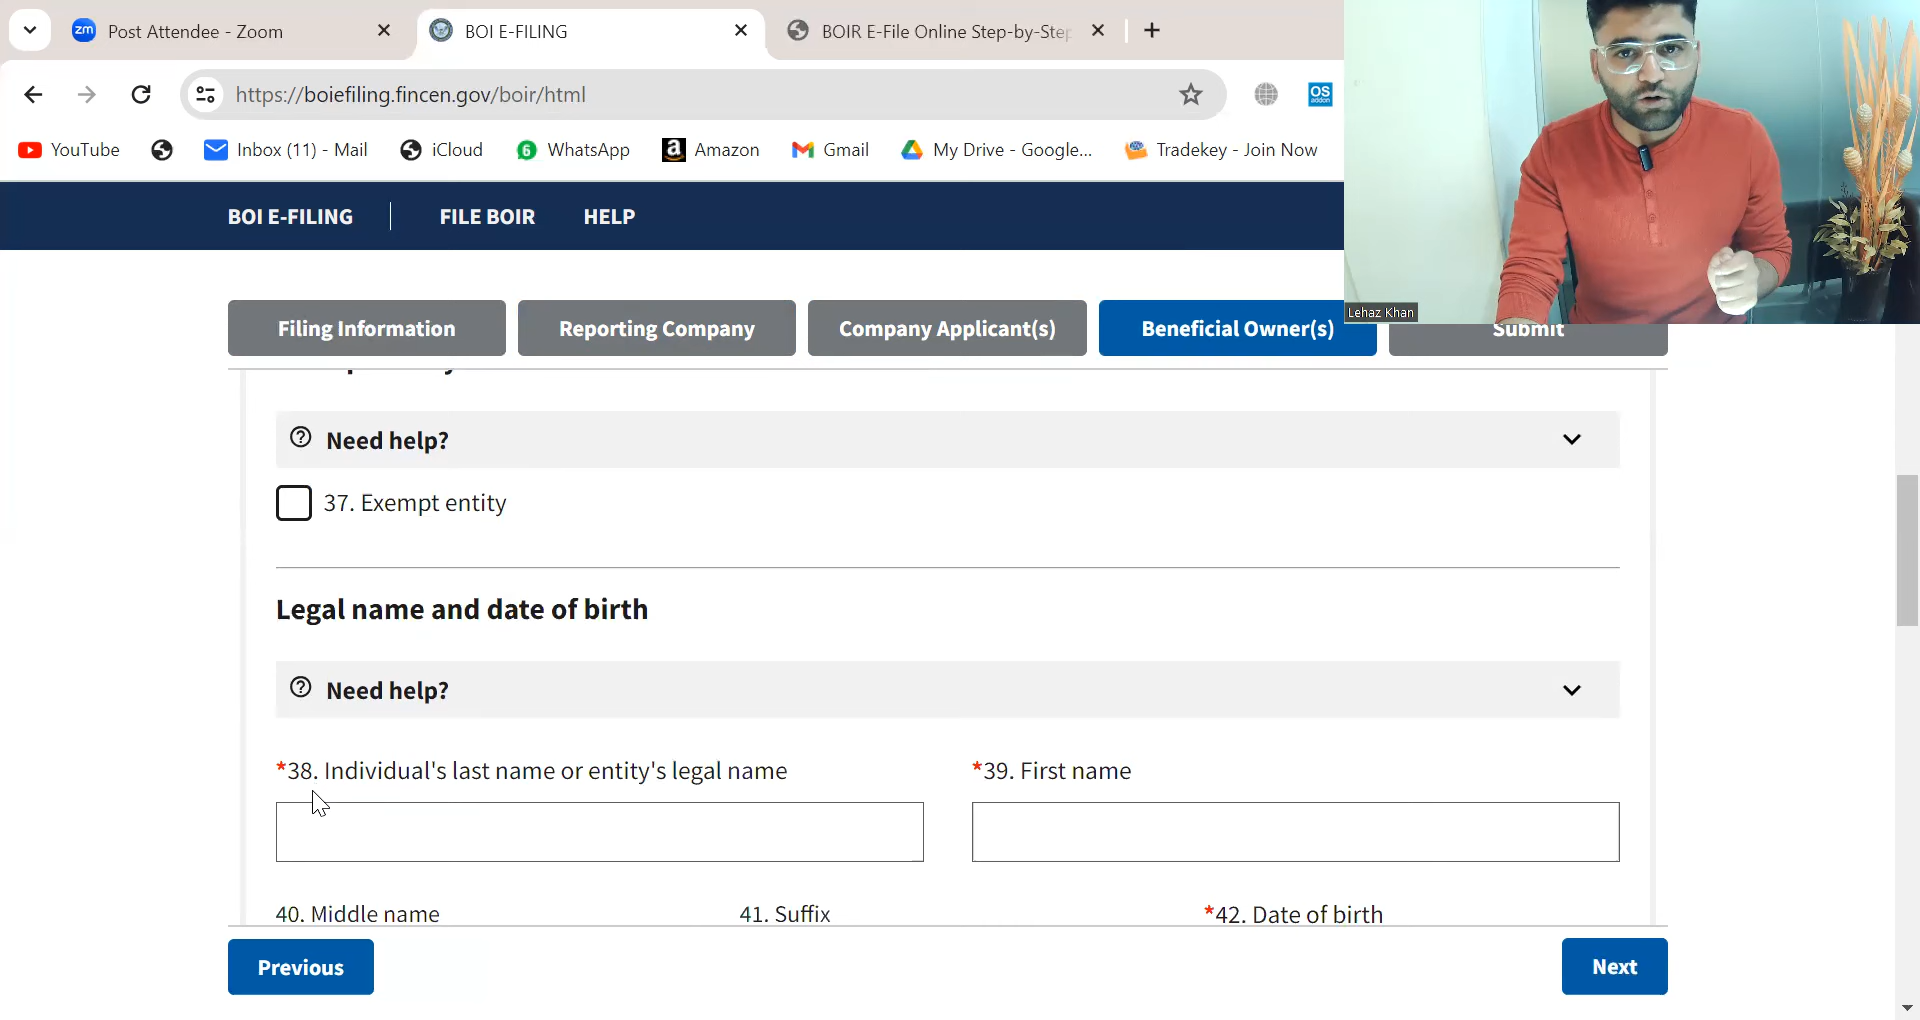 zm Post Attendee - Zoom
BOI E-FILING
BOIR E-File Online Step-by-Step
https://boiefiling.fincen.gov/boir/html
OS addon
YouTube
Inbox (11) - Mail
iCloud
6 WhatsApp
a Amazon
Gmail
My Drive - Google...
Tradekey - Join Now
BOI E-FILING
FILE BOIR
HELP
Lehaz Khan
Filing Information
Reporting Company
Company Applicant(s)
Beneficial Owner(s)
Submit
Need help?
37. Exempt entity
Legal name and date of birth
Need help?
*38. Individual's last name or entity's legal name
*39. First name
40. Middle name
41. Suffix
*42. Date of birth
Previous
Next